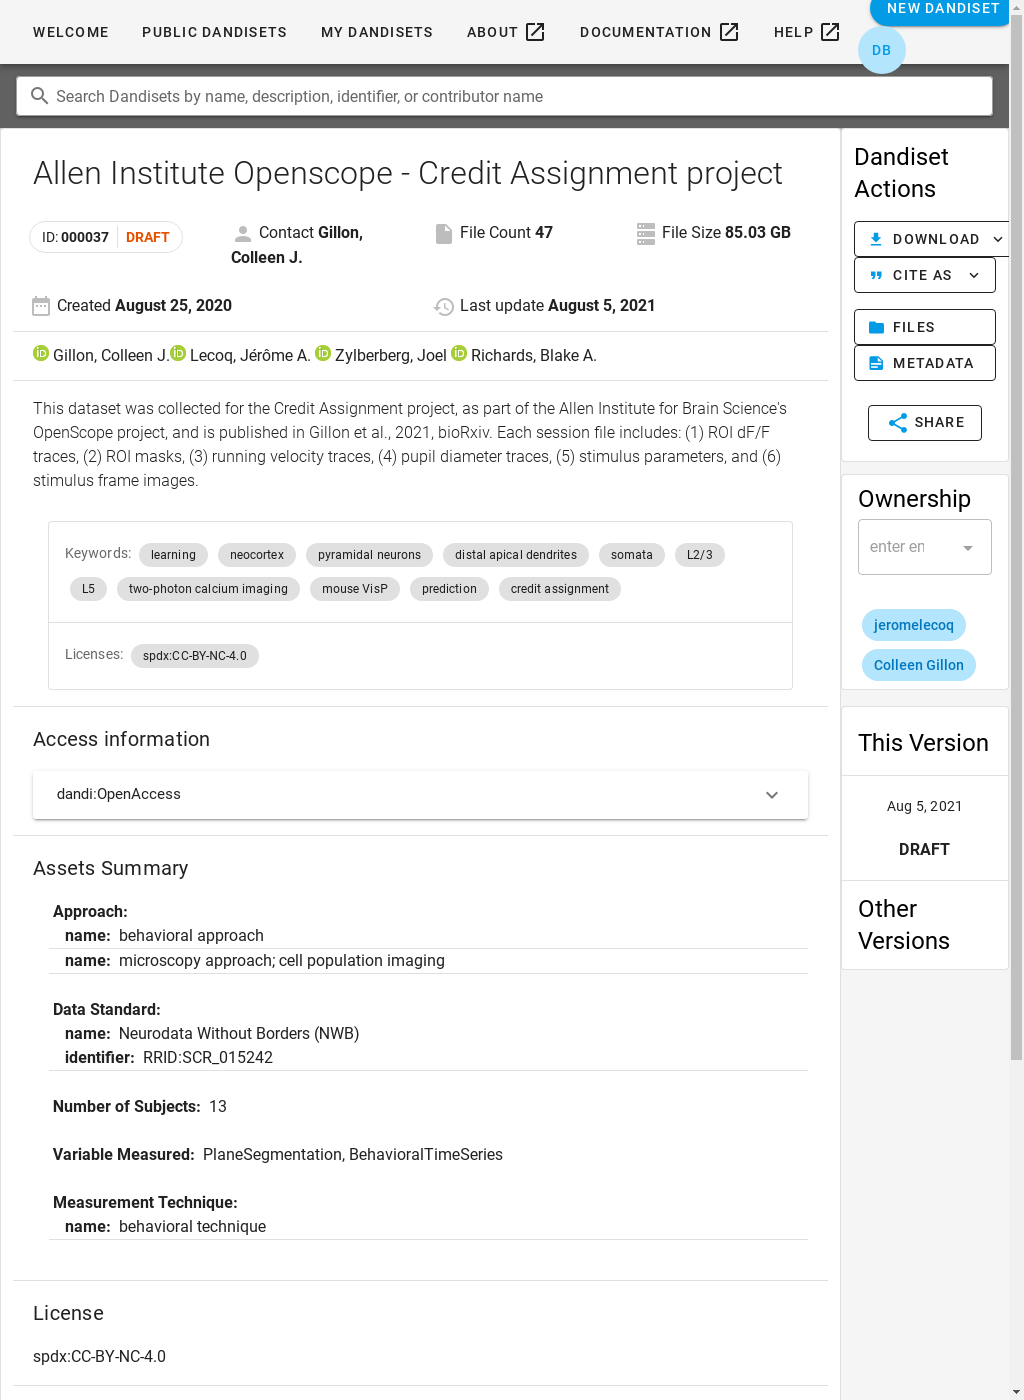 WELCOME PUBLIC DANDISETS MY DANDISETS ABOUT DOCUMENTATION HELP NEW DANDISET
DB
Search Dandisets by name, description, identifier, or contributor name
Allen Institute Openscope - Credit Assignment project
ID: 000037 DRAFT
Contact Gillon,
Colleen J.
File Count 47
File Size 85.03 GB
Created August 25, 2020
Last update August 5, 2021
Gillon, Colleen J. Lecoq, Jérôme A. Zylberberg, Joel Richards, Blake A.
This dataset was collected for the Credit Assignment project, as part of the Allen Institute for Brain Science's
OpenScope project, and is published in Gillon et al., 2021, bioRxiv. Each session file includes: (1) ROI dF/F
traces, (2) ROI masks, (3) running velocity traces, (4) pupil diameter traces, (5) stimulus parameters, and (6)
stimulus frame images.
Keywords: learning neocortex pyramidal neurons distal apical dendrites somata L2/3
L5 two-photon calcium imaging mouse VisP prediction credit assignment
Licenses: spdx:CC-BY-NC-4.0
Access information
dandi:OpenAccess
Assets Summary
Approach:
name: behavioral approach
name: microscopy approach; cell population imaging
Data Standard:
name: Neurodata Without Borders (NWB)
identifier: RRID:SCR_015242
Number of Subjects: 13
Variable Measured: PlaneSegmentation, BehavioralTimeSeries
Measurement Technique:
name: behavioral technique
License
spdx:CC-BY-NC-4.0
Dandiset
Actions
DOWNLOAD
CITE AS
FILES
METADATA
SHARE
Ownership
enter en
jeromelecoq
Colleen Gillon
This Version
Aug 5, 2021
DRAFT
Other
Versions